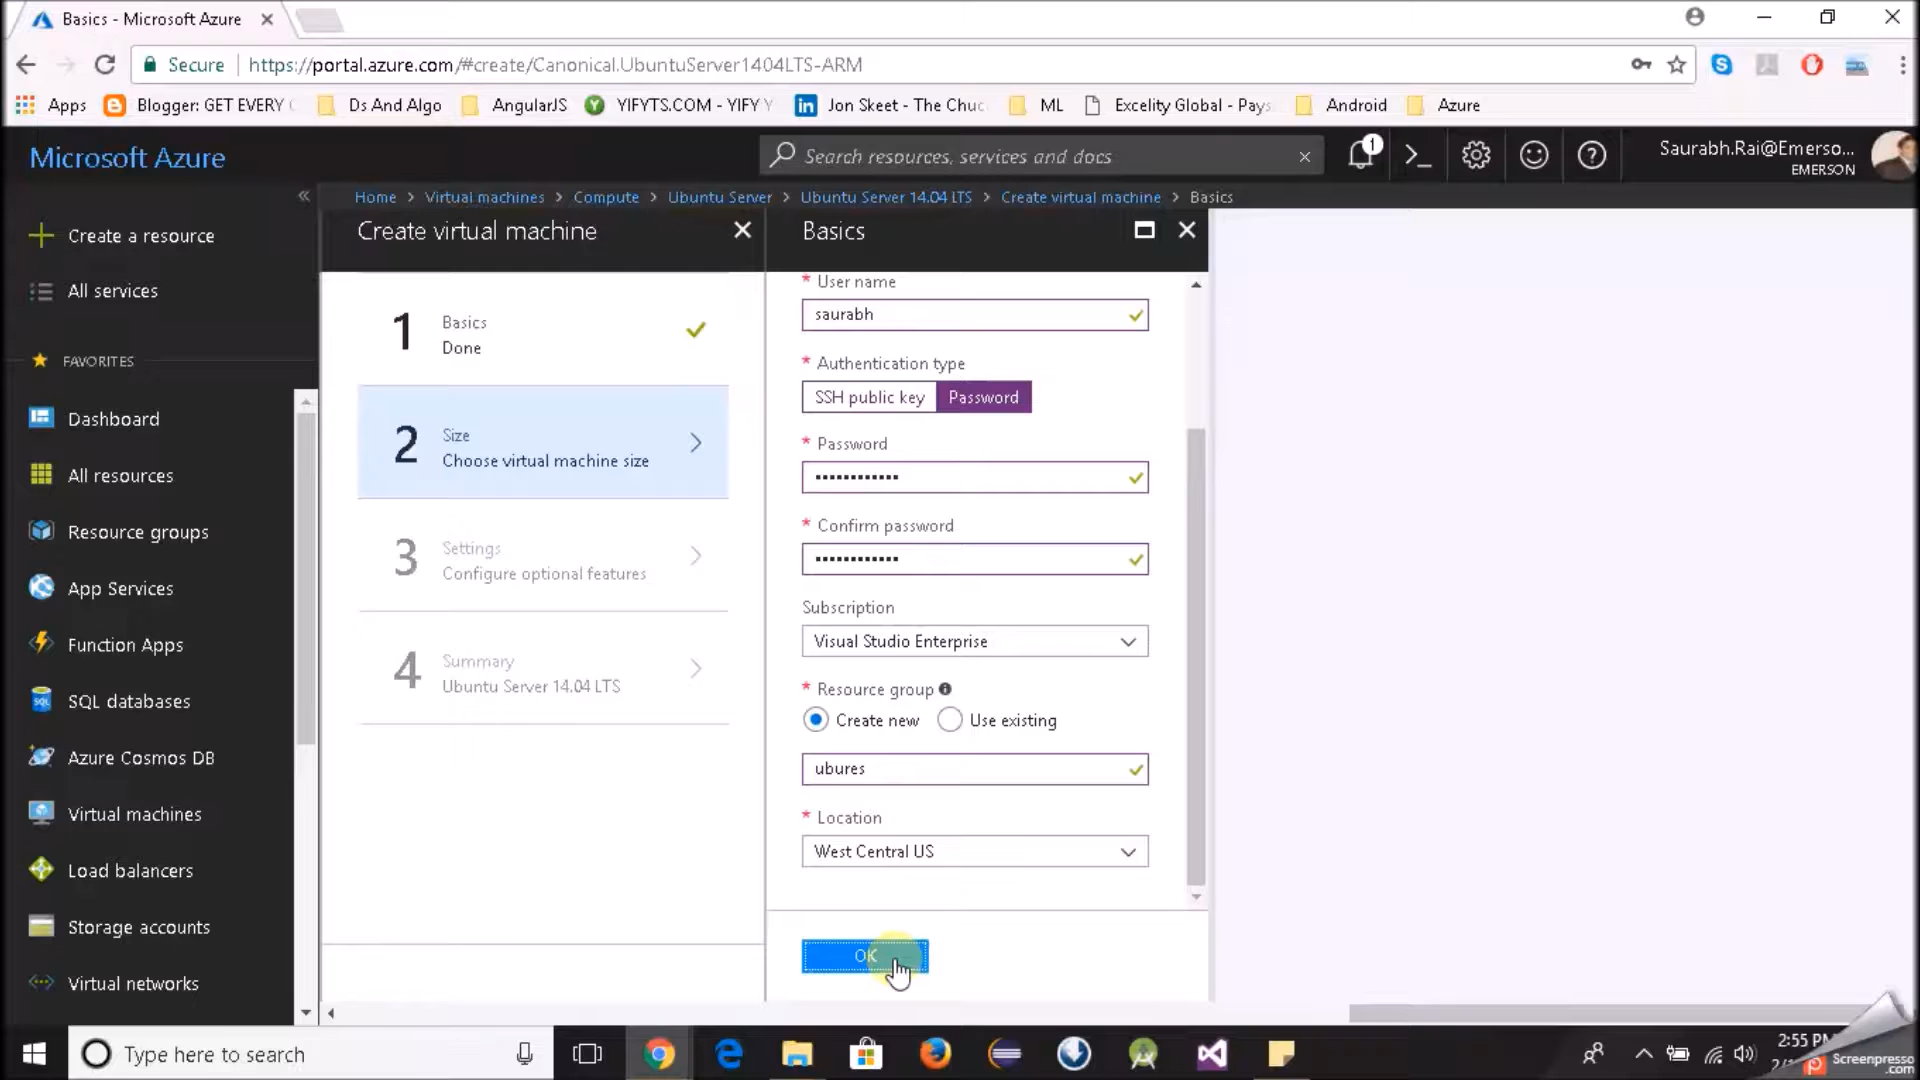 Basics - Microsoft Azure
Secure https://portal.azure.com/#create/Canonical.UbuntuServer1404LTS-ARM
Apps Blogger: GET EVERY Ds And Algo AngularJS YIFYTS.COM - YIFY Jon Skeet - The Chuc ML Excelity Global - Pays Android Azure
Microsoft Azure
Search resources, services and docs
1
Saurabh.Rai@Emerso...
EMERSON
Home > Virtual machines > Compute > Ubuntu Server > Ubuntu Server 14.04 LTS > Create virtual machine > Basics
Create a resource
All services
FAVORITES
Dashboard
All resources
Resource groups
App Services
Function Apps
SQL databases
Azure Cosmos DB
Virtual machines
Load balancers
Storage accounts
Virtual networks
Create virtual machine
1 Basics
Done
2 Size
Choose virtual machine size
3 Settings
Configure optional features
4 Summary
Ubuntu Server 14.04 LTS
Basics
* User name
saurabh
* Authentication type
SSH public key Password
* Password
••••••••••••
* Confirm password
••••••••••••
Subscription
Visual Studio Enterprise
* Resource group
Create new Use existing
ubures
* Location
West Central US
OK
Type here to search
2:55 PM
Screenpresso
.com